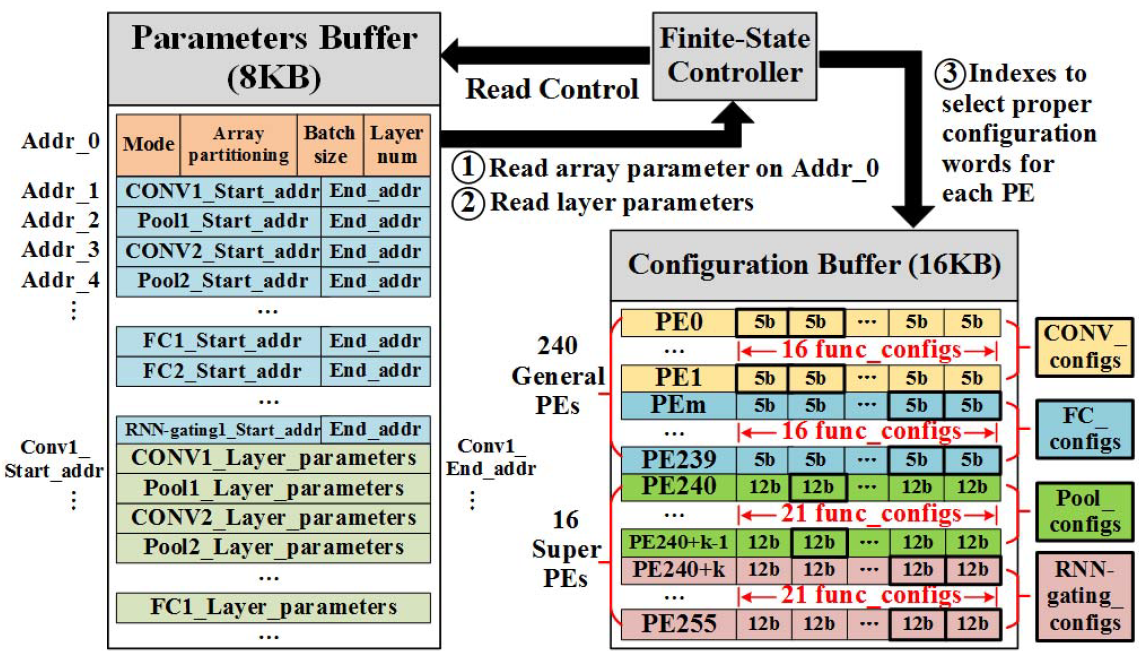 Parameters Buffer
(8KB)
Finite-State
Controller
Read Control
③ Indexes to
select proper
configuration
words for
each PE
Addr_0
Mode
Array
partitioning
Batch
size
Layer
num
① Read array parameter on Addr_0
② Read layer parameters
Addr_1
CONV1_Start_addr
End_addr
Addr_2
Pool1_Start_addr
End_addr
Addr_3
CONV2_Start_addr
End_addr
Addr_4
Pool2_Start_addr
End_addr
⋮
...
FC1_Start_addr
End_addr
FC2_Start_addr
End_addr
...
RNN-gating1_Start_addr
End_addr
Conv1_
Start_addr
⋮
CONV1_Layer_parameters
Pool1_Layer_parameters
CONV2_Layer_parameters
Pool2_Layer_parameters
...
FC1_Layer_parameters
...
Conv1_
End_addr
⋮
Configuration Buffer (16KB)
240
General
PEs
PE0 5b 5b ... 5b 5b
... 16 func_configs
PE1 5b 5b ... 5b 5b
PEm 5b 5b ... 5b 5b
... 16 func_configs
PE239 5b 5b ... 5b 5b
16
Super
PEs
PE240 12b 12b ... 12b 12b
... 21 func_configs
PE240+k-1 12b 12b ... 12b 12b
PE240+k 12b 12b ... 12b 12b
... 21 func_configs
PE255 12b 12b ... 12b 12b
CONV_
configs
FC_
configs
Pool_
configs
RNN-
gating_
configs